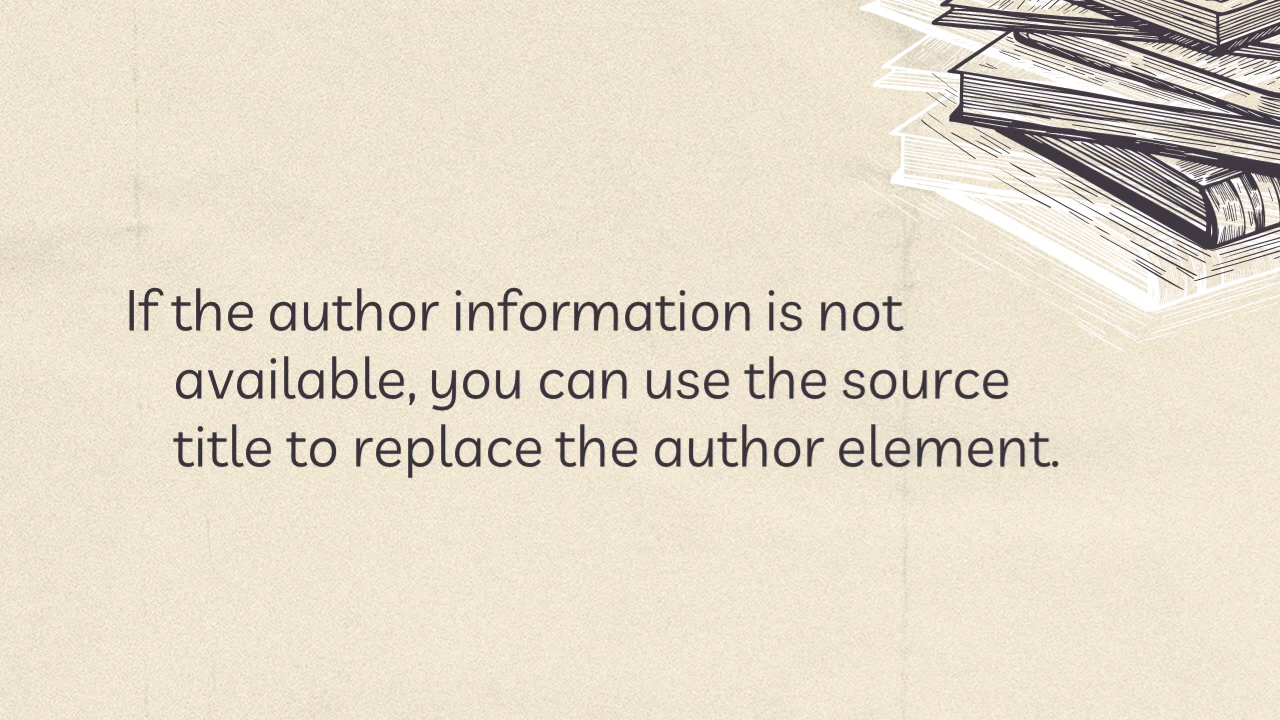 If the author information is not
available, you can use the source
title to replace the author element.